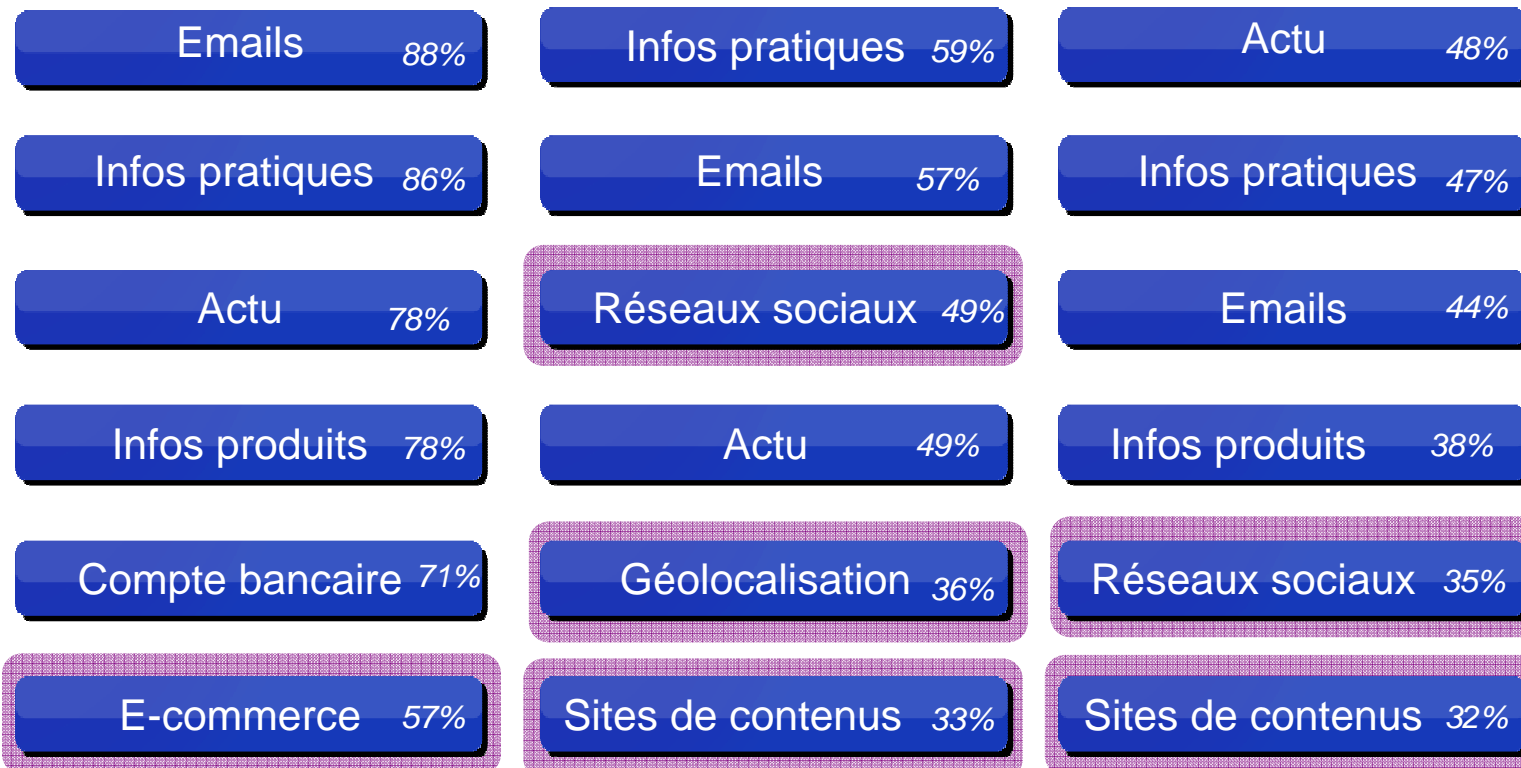 Emails 88%
Infos pratiques 59%
Actu 48%
Infos pratiques 86%
Emails 57%
Infos pratiques 47%
Actu 78%
Réseaux sociaux 49%
Emails 44%
Infos produits 78%
Actu 49%
Infos produits 38%
Compte bancaire 71%
Géolocalisation 36%
Réseaux sociaux 35%
E-commerce 57%
Sites de contenus 33%
Sites de contenus 32%